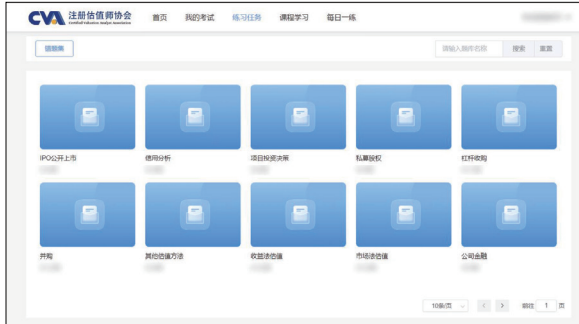 CVA 注册估值师协会 首页 我的考试 练习任务 课程学习 每日一练
Certified Valuation Analyst Association
错题集 请输入题库名称 搜索 重置
IPO公开上市 信用分析 项目投资决策 私募股权 杠杆收购
并购 其他估值方法 收益法估值 市场法估值 公司金融
10条/页 前往 1 页